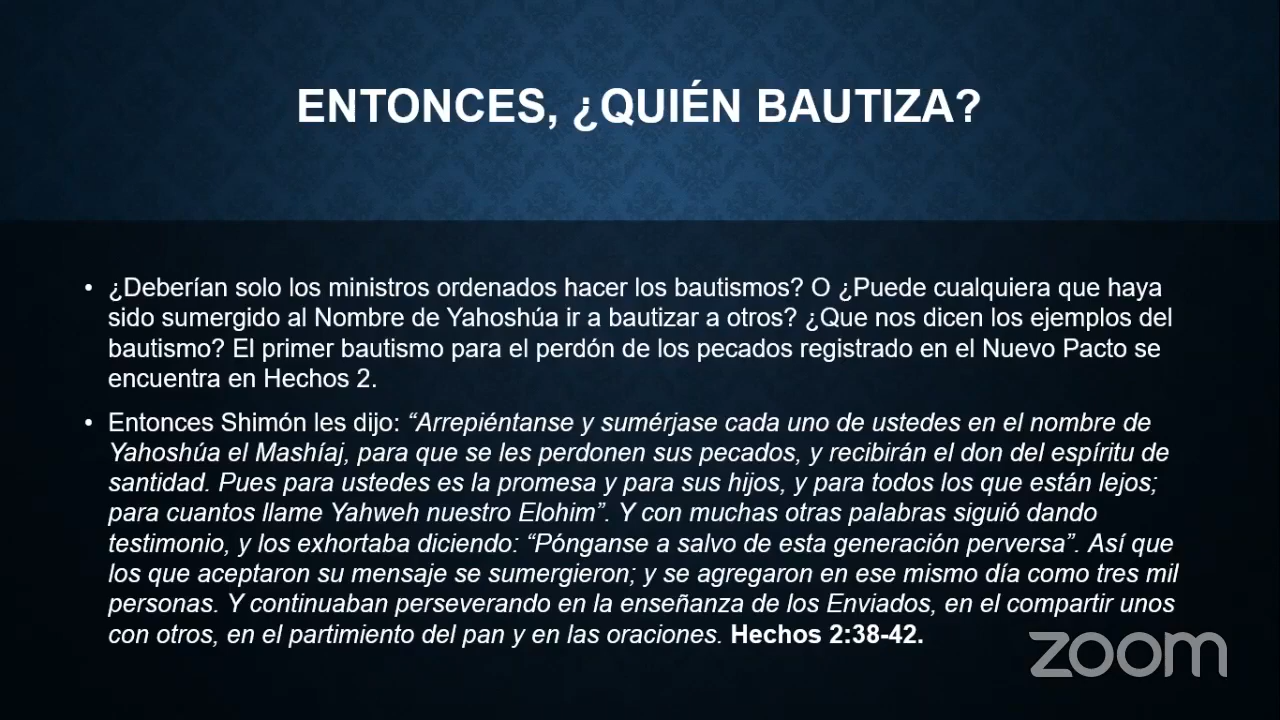 ENTONCES, ¿QUIÉN BAUTIZA?
• ¿Deberían solo los ministros ordenados hacer los bautismos? O ¿Puede cualquiera que haya
sido sumergido al Nombre de Yahoshúa ir a bautizar a otros? ¿Que nos dicen los ejemplos del
bautismo? El primer bautismo para el perdón de los pecados registrado en el Nuevo Pacto se
encuentra en Hechos 2.
• Entonces Shimón les dijo: “Arrepiéntanse y sumérjase cada uno de ustedes en el nombre de
Yahoshúa el Mashíaj, para que se les perdonen sus pecados, y recibirán el don del espíritu de
santidad. Pues para ustedes es la promesa y para sus hijos, y para todos los que están lejos;
para cuantos llame Yahweh nuestro Elohim”. Y con muchas otras palabras siguió dando
testimonio, y los exhortaba diciendo: “Pónganse a salvo de esta generación perversa”. Así que
los que aceptaron su mensaje se sumergieron; y se agregaron en ese mismo día como tres mil
personas. Y continuaban perseverando en la enseñanza de los Enviados, en el compartir unos
con otros, en el partimiento del pan y en las oraciones. Hechos 2:38-42.
zoom